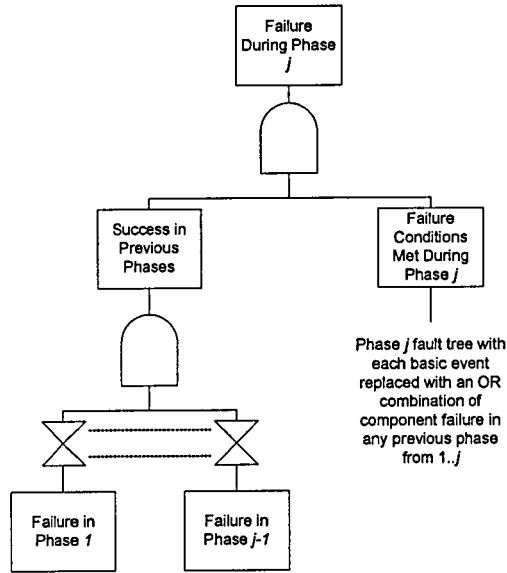 Failure
During Phase
j
Success in
Previous
Phases
Failure
Conditions
Met During
Phase j
Phase j fault tree with
each basic event
replaced with an OR
combination of
component failure in
any previous phase
from 1..j
Failure in
Phase 1
Failure in
Phase j-1